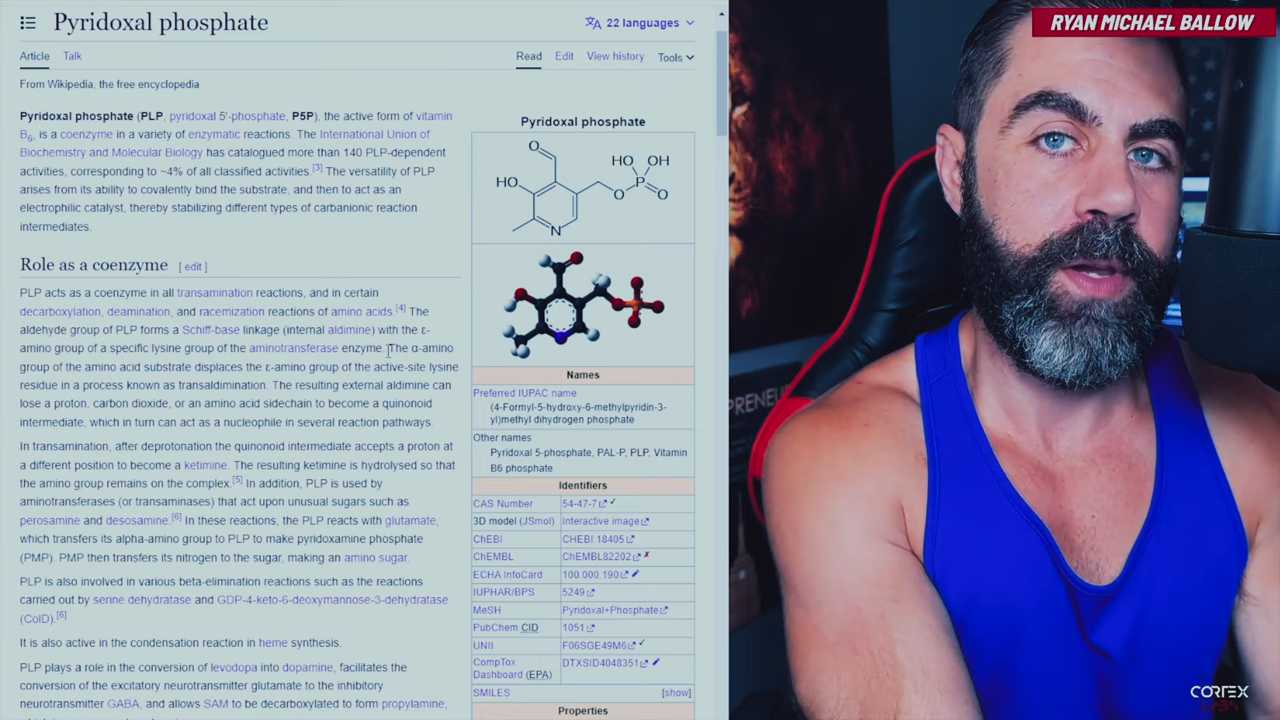 Pyridoxal phosphate
22 languages
Article Talk Read Edit View history Tools
From Wikipedia, the free encyclopedia
Pyridoxal phosphate (PLP, pyridoxal 5'-phosphate, P5P), the active form of vitamin
B6, is a coenzyme in a variety of enzymatic reactions. The International Union of
Biochemistry and Molecular Biology has catalogued more than 140 PLP-dependent
activities, corresponding to ~4% of all classified activities.[3] The versatility of PLP
arises from its ability to covalently bind the substrate, and then to act as an
electrophilic catalyst, thereby stabilizing different types of carbanionic reaction
intermediates.
Role as a coenzyme [ edit ]
PLP acts as a coenzyme in all transamination reactions, and in certain
decarboxylation, deamination, and racemization reactions of amino acids.[4] The
aldehyde group of PLP forms a Schiff-base linkage (internal aldimine) with the ε-
amino group of a specific lysine group of the aminotransferase enzyme. The α-amino
group of the amino acid substrate displaces the ε-amino group of the active-site lysine
residue in a process known as transaldimination. The resulting external aldimine can
lose a proton, carbon dioxide, or an amino acid sidechain to become a quinonoid
intermediate, which in turn can act as a nucleophile in several reaction pathways.
In transamination, after deprotonation the quinonoid intermediate accepts a proton at
a different position to become a ketimine. The resulting ketimine is hydrolysed so that
the amino group remains on the complex.[5] In addition, PLP is used by
aminotransferases (or transaminases) that act upon unusual sugars such as
perosamine and desosamine.[6] In these reactions, the PLP reacts with glutamate,
which transfers its alpha-amino group to PLP to make pyridoxamine phosphate
(PMP). PMP then transfers its nitrogen to the sugar, making an amino sugar.
PLP is also involved in various beta-elimination reactions such as the reactions
carried out by serine dehydratase and GDP-4-keto-6-deoxymannose-3-dehydratase
(ColD).[6]
It is also active in the condensation reaction in heme synthesis.
PLP plays a role in the conversion of levodopa into dopamine, facilitates the
conversion of the excitatory neurotransmitter glutamate to the inhibitory
neurotransmitter GABA, and allows SAM to be decarboxylated to form propylamine,
Pyridoxal phosphate
O
HO OH
HO P
O O
N
Names
Preferred IUPAC name
(4-Formyl-5-hydroxy-6-methylpyridin-3-
yl)methyl dihydrogen phosphate
Other names
Pyridoxal 5-phosphate, PAL-P, PLP, Vitamin
B6 phosphate
Identifiers
CAS Number 54-47-7
3D model (JSmol) Interactive image
ChEBI CHEBI:18405
ChEMBL ChEMBL82202
ECHA InfoCard 100.000.190
IUPHAR/BPS 5249
MeSH Pyridoxal+Phosphate
PubChem CID 1051
UNII F06SGE49M6
CompTox DTXSID4048351
Dashboard (EPA)
SMILES [show]
Properties
RYAN MICHAEL BALLOW
PRENEUR
CORTEX
LABS